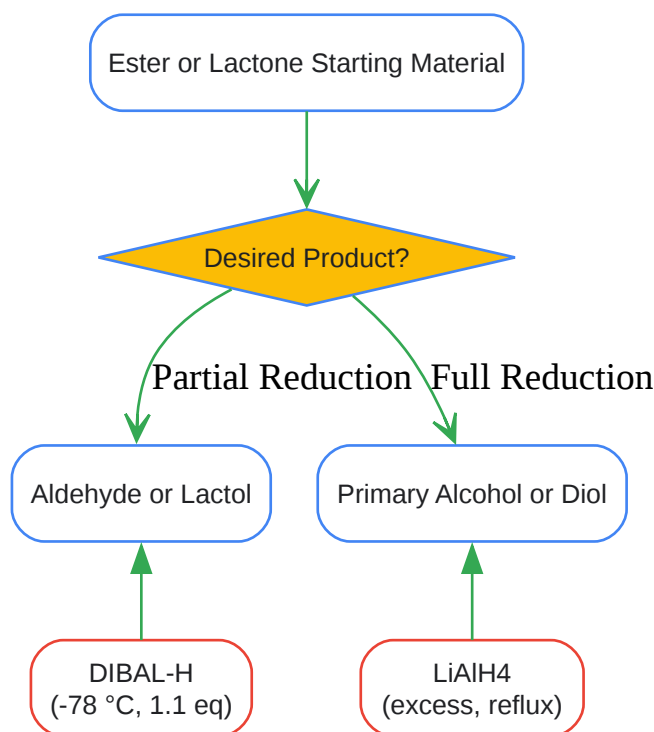 Ester or Lactone Starting Material
Desired Product?
Partial Reduction
Full Reduction
Aldehyde or Lactol
Primary Alcohol or Diol
DIBAL-H
(-78 °C, 1.1 eq)
LiAlH4
(excess, reflux)